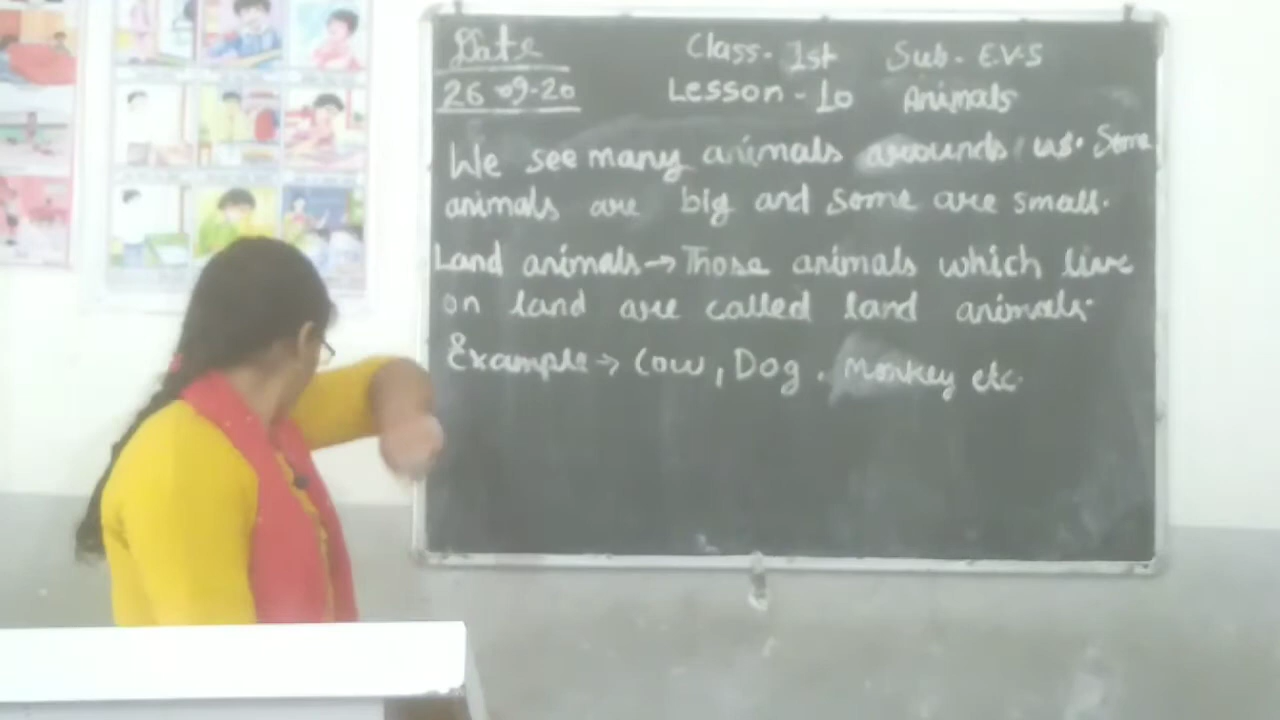 Date Class - 1st Sub - E.V.S
26-09-20 Lesson - 10 Animals
We see many animals arounds us. Some
animals are big and some are small.
Land animals → Those animals which live
on land are called land animals.
Example → Cow, Dog, Monkey etc.